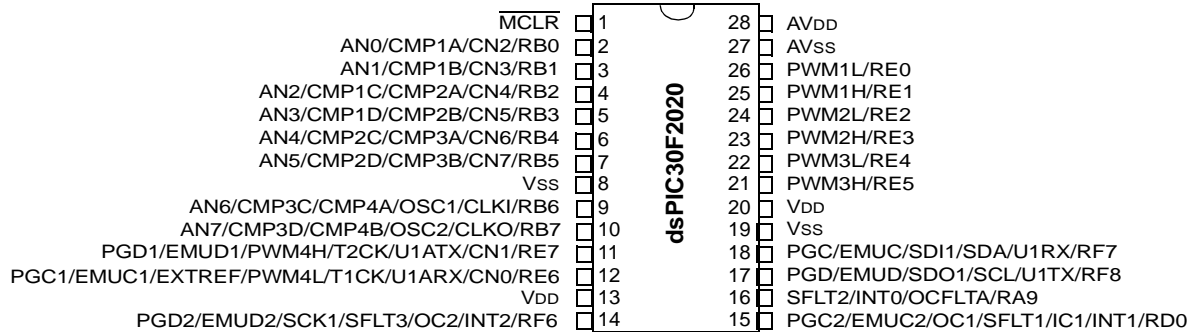 MCLR 1 28 AVDD
AN0/CMP1A/CN2/RB0 2 27 AVSS
AN1/CMP1B/CN3/RB1 3 26 PWM1L/RE0
AN2/CMP1C/CMP2A/CN4/RB2 4 25 PWM1H/RE1
AN3/CMP1D/CMP2B/CN5/RB3 5 24 PWM2L/RE2
AN4/CMP2C/CMP3A/CN6/RB4 6 23 PWM2H/RE3
AN5/CMP2D/CMP3B/CN7/RB5 7 22 PWM3L/RE4
VSS 8 21 PWM3H/RE5
AN6/CMP3C/CMP4A/OSC1/CLKI/RB6 9 20 VDD
AN7/CMP3D/CMP4B/OSC2/CLKO/RB7 10 19 VSS
PGD1/EMUD1/PWM4H/T2CK/U1ATX/CN1/RE7 11 18 PGC/EMUC/SDI1/SDA/U1RX/RF7
PGC1/EMUC1/EXTREF/PWM4L/T1CK/U1ARX/CN0/RE6 12 17 PGD/EMUD/SDO1/SCL/U1TX/RF8
VDD 13 16 SFLT2/INT0/OCFLTA/RA9
PGD2/EMUD2/SCK1/SFLT3/OC2/INT2/RF6 14 15 PGC2/EMUC2/OC1/SFLT1/IC1/INT1/RD0
dsPIC30F2020